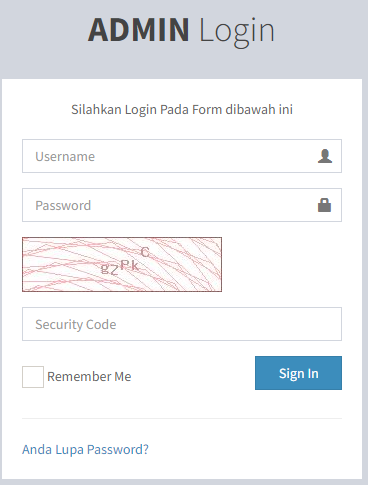 ADMIN Login
Silahkan Login Pada Form dibawah ini
Username
Password
Security Code
Remember Me
Sign In
Anda Lupa Password?